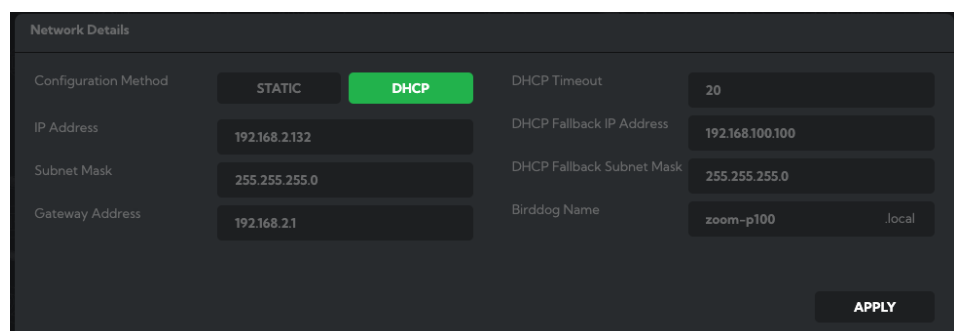 Network Details
Configuration Method
STATIC
DHCP
IP Address
192.168.2.132
Subnet Mask
255.255.255.0
Gateway Address
192.168.2.1
DHCP Timeout
20
DHCP Fallback IP Address
192.168.100.100
DHCP Fallback Subnet Mask
255.255.255.0
Birddog Name
zoom-p100
.local
APPLY